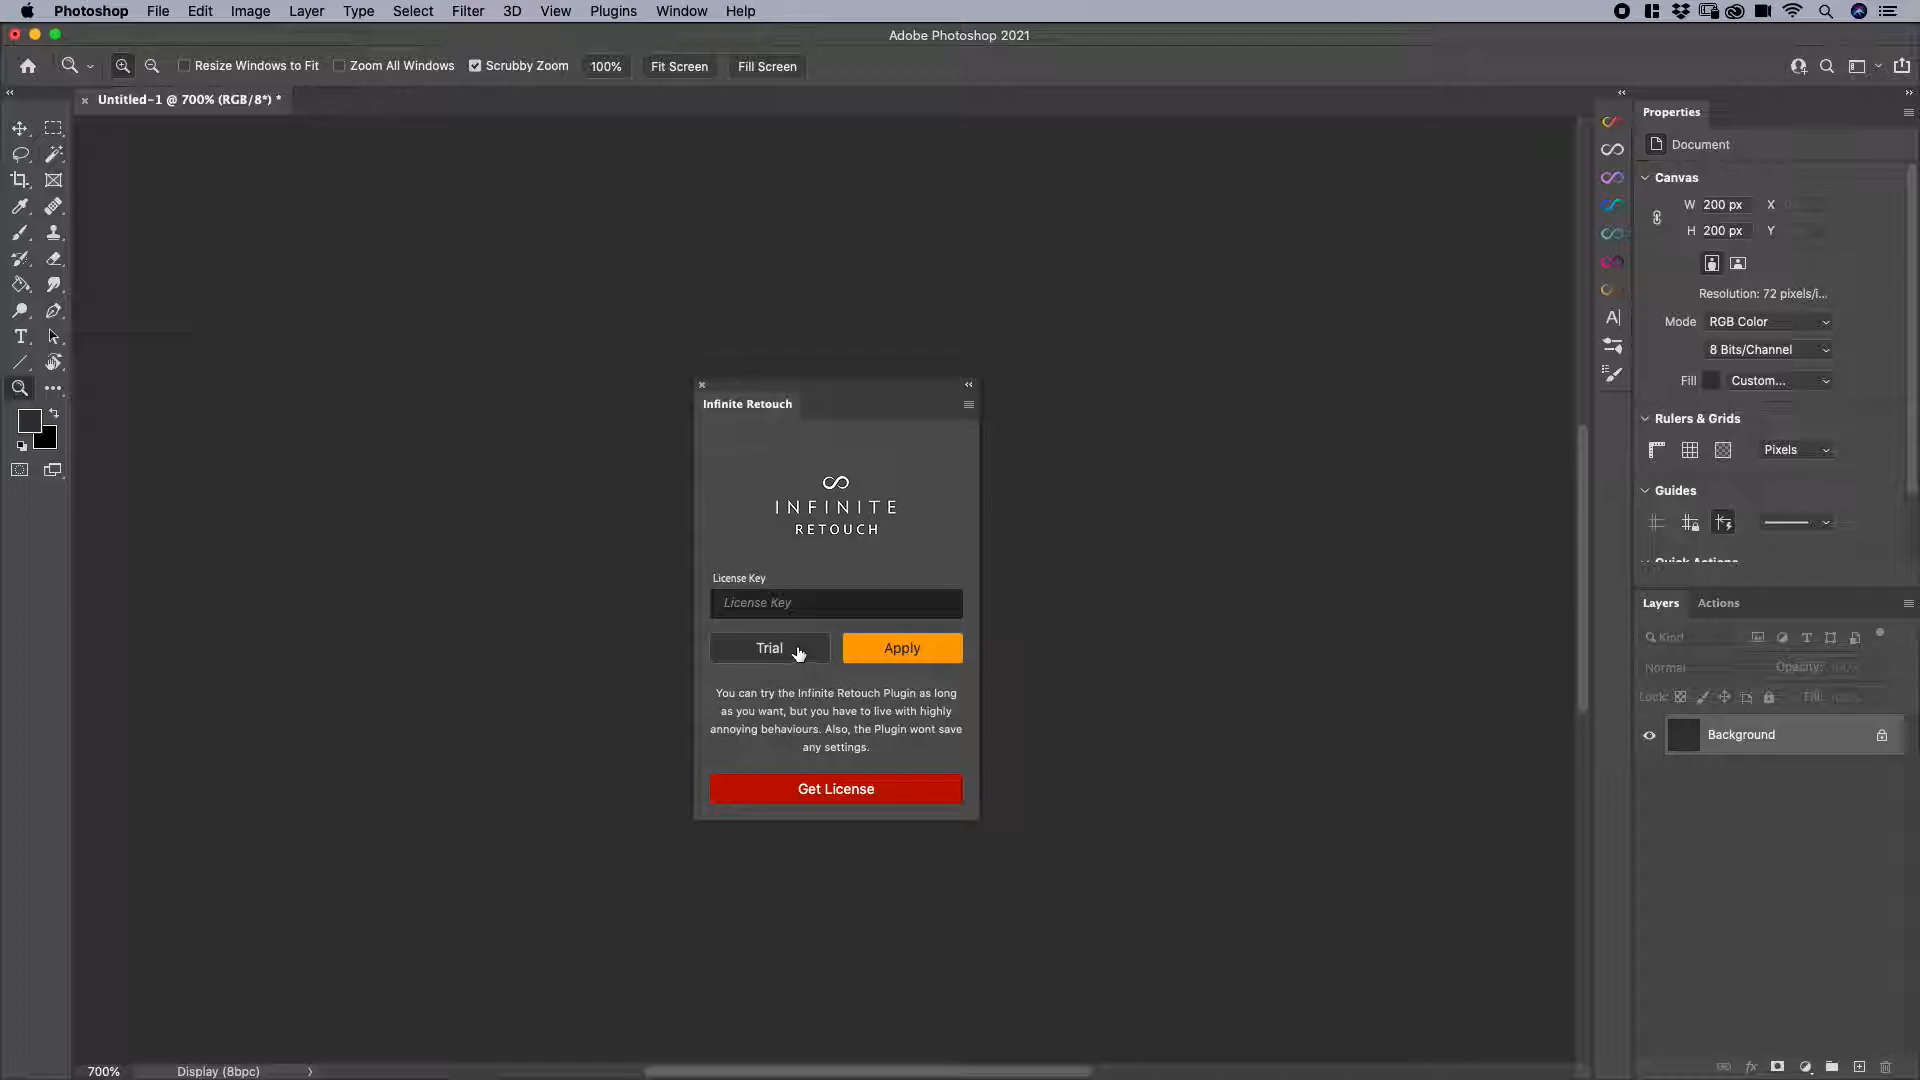 Photoshop File Edit Image Layer Type Select Filter 3D View Plugins Window Help
Adobe Photoshop 2021
Resize Windows to Fit Zoom All Windows Scrubby Zoom 100% Fit Screen Fill Screen
Untitled-1 @ 700% (RGB/8*) *
Properties
Document
Canvas
W 200 px X
H 200 px Y
Resolution: 72 pixels/i...
Mode RGB Color
8 Bits/Channel
Fill Custom...
Rulers & Grids
Pixels
Guides
Quick Actions
Infinite Retouch
INFINITE
RETOUCH
License Key
License Key
Trial Apply
You can try the Infinite Retouch Plugin as long
as you want, but you have to live with highly
annoying behaviours. Also, the Plugin wont save
any settings.
Get License
Layers Actions
Kind
Normal Opacity:
Lock: Fill:
Background
700% Display (8bpc)